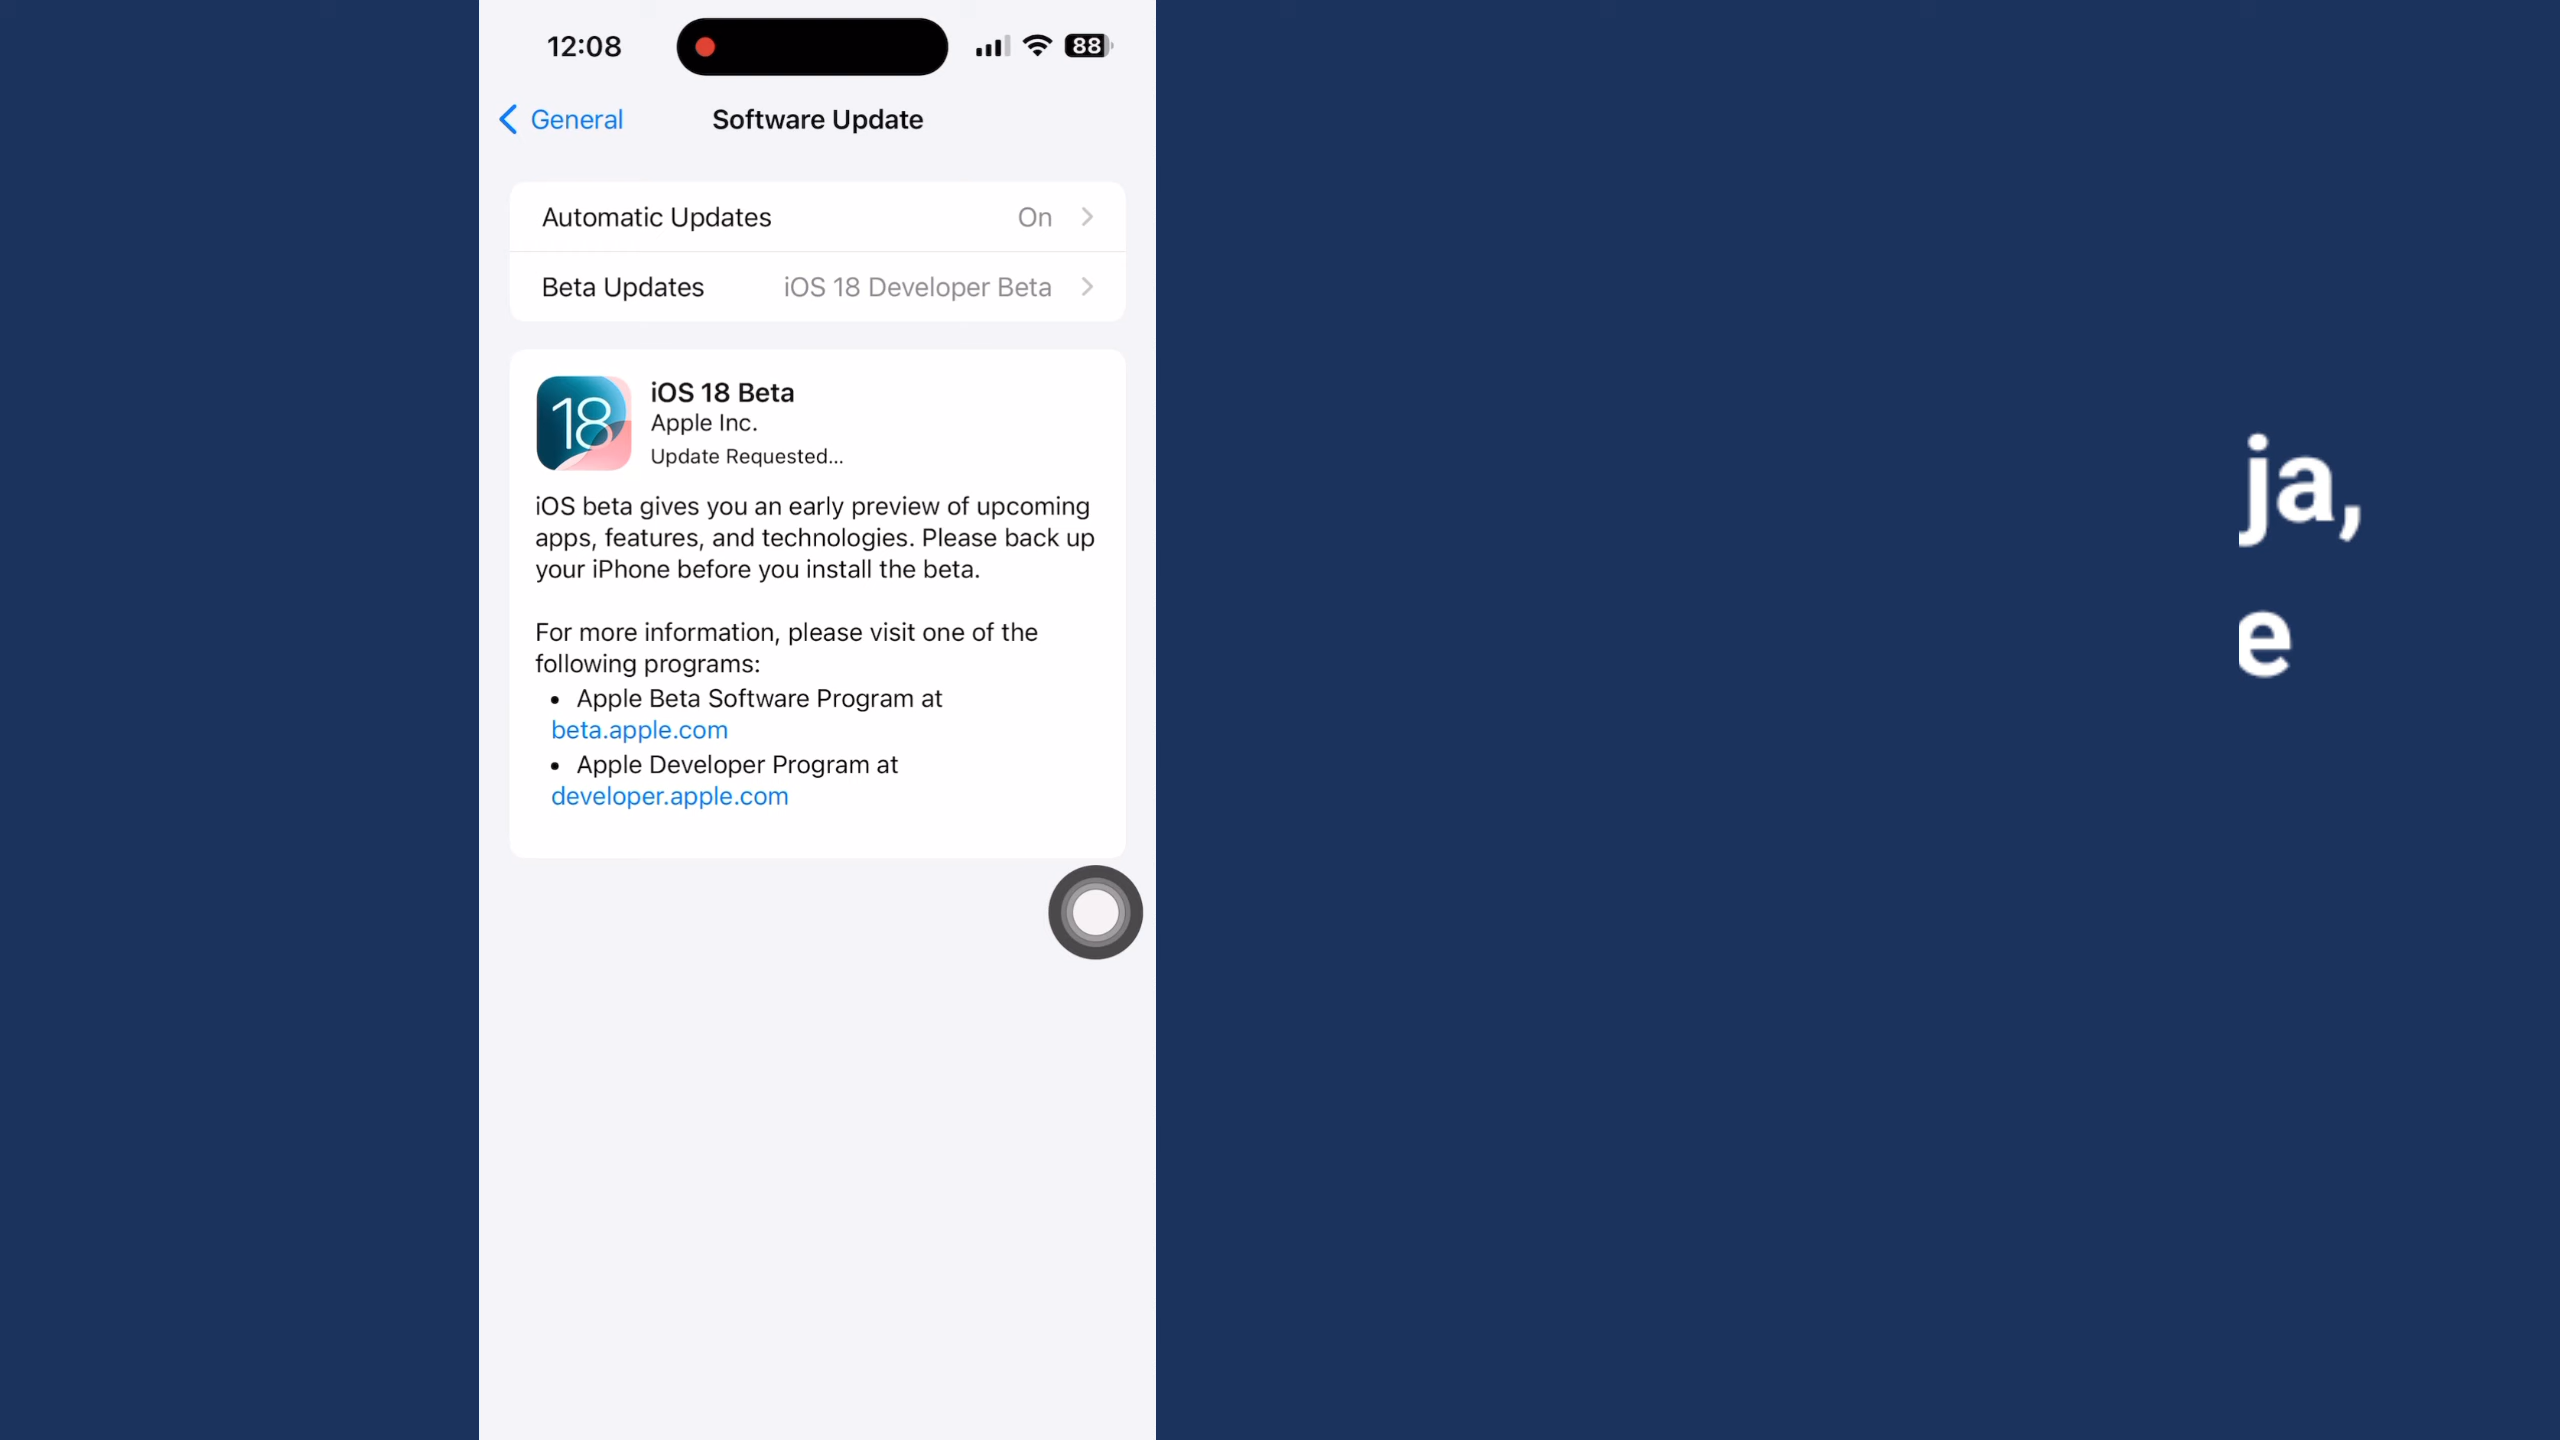 12:08
88
General
Software Update
Automatic Updates On
Beta Updates iOS 18 Developer Beta
18
iOS 18 Beta
Apple Inc.
Update Requested...
iOS beta gives you an early preview of upcoming
apps, features, and technologies. Please back up
your iPhone before you install the beta.
For more information, please visit one of the
following programs:
• Apple Beta Software Program at
beta.apple.com
• Apple Developer Program at
developer.apple.com
ja,
e